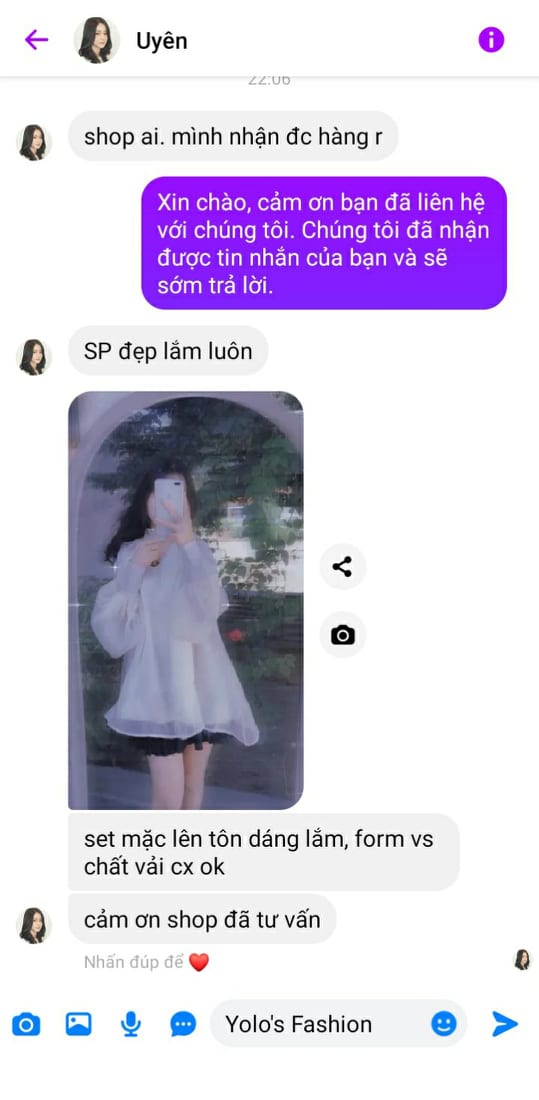 Uyên
22:06
shop ai. mình nhận đc hàng r
Xin chào, cảm ơn bạn đã liên hệ
với chúng tôi. Chúng tôi đã nhận
được tin nhắn của bạn và sẽ
sớm trả lời.
SP đẹp lắm luôn
set mặc lên tôn dáng lắm, form vs
chất vải cx ok
cảm ơn shop đã tư vấn
Nhấn đúp để ❤️
Yolo's Fashion